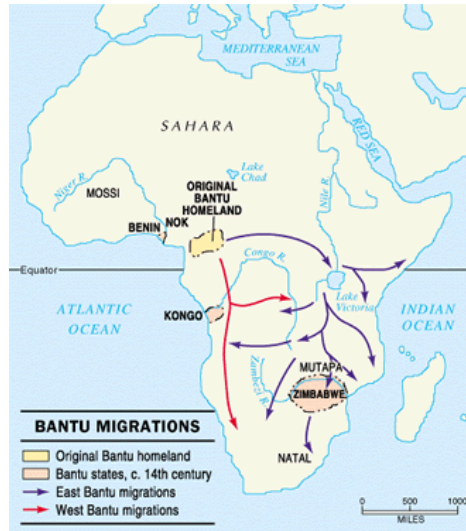 MEDITERRANEAN
SEA
SAHARA
RED SEA
Lake
Chad
Nile R.
Niger R.
MOSSI
ORIGINAL
BANTU
HOMELAND
NOK
BENIN
Equator
Congo R.
ATLANTIC
OCEAN
KONGO
Lake
Victoria
INDIAN
OCEAN
Zambezi R.
MUTAPA
ZIMBABWE
NATAL
BANTU MIGRATIONS
Original Bantu homeland
Bantu states, c. 14th century
East Bantu migrations
West Bantu migrations
0 500 1000
MILES